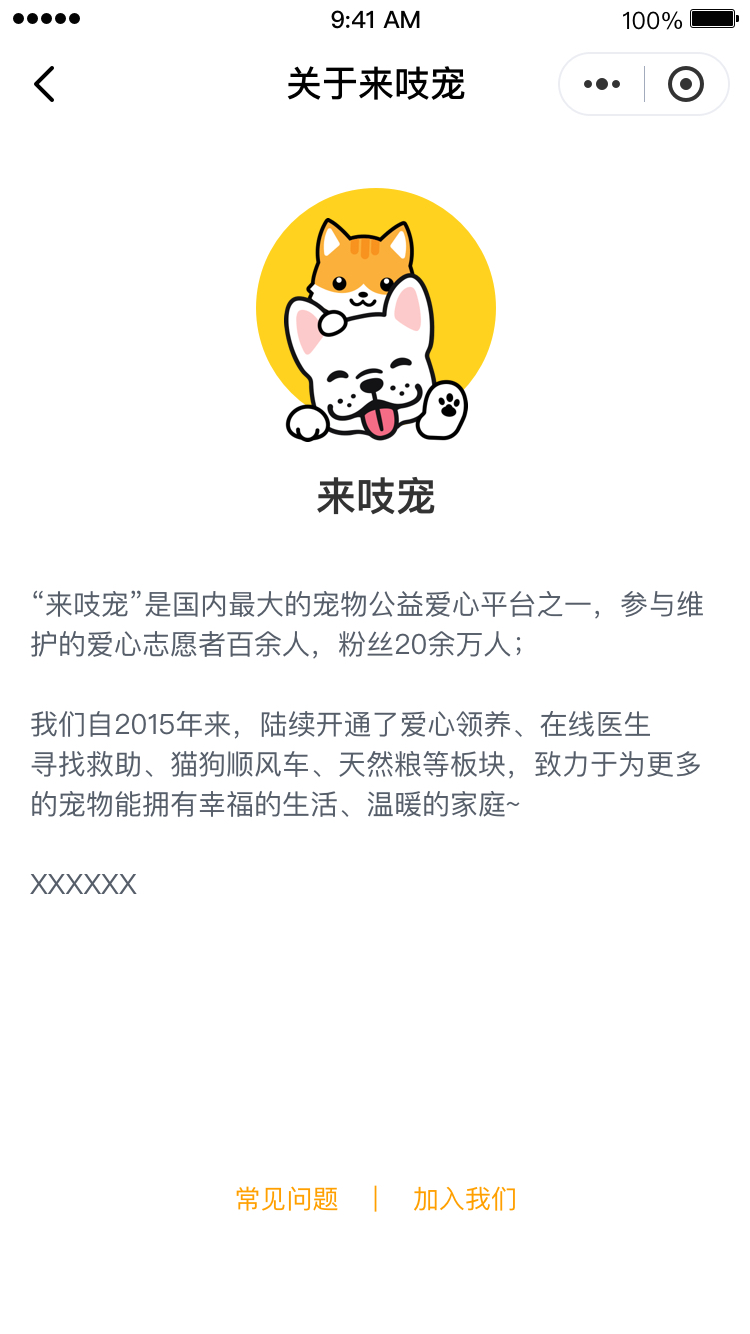 9:41 AM
100%
关于来吱宠
来吱宠
“来吱宠”是国内最大的宠物公益爱心平台之一，参与维
护的爱心志愿者百余人，粉丝20余万人；
我们自2015年来，陆续开通了爱心领养、在线医生
寻找救助、猫狗顺风车、天然粮等板块，致力于为更多
的宠物能拥有幸福的生活、温暖的家庭~
XXXXXX
常见问题 | 加入我们